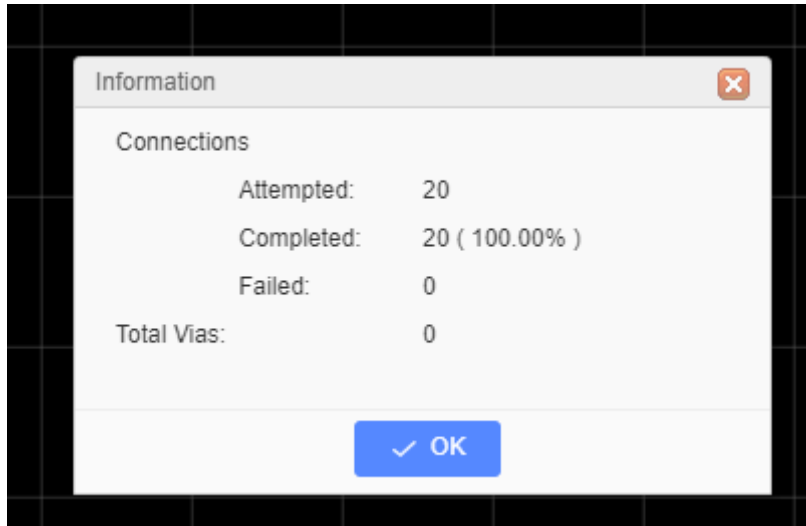 Information
Connections
Attempted: 20
Completed: 20 ( 100.00% )
Failed: 0
Total Vias: 0
OK